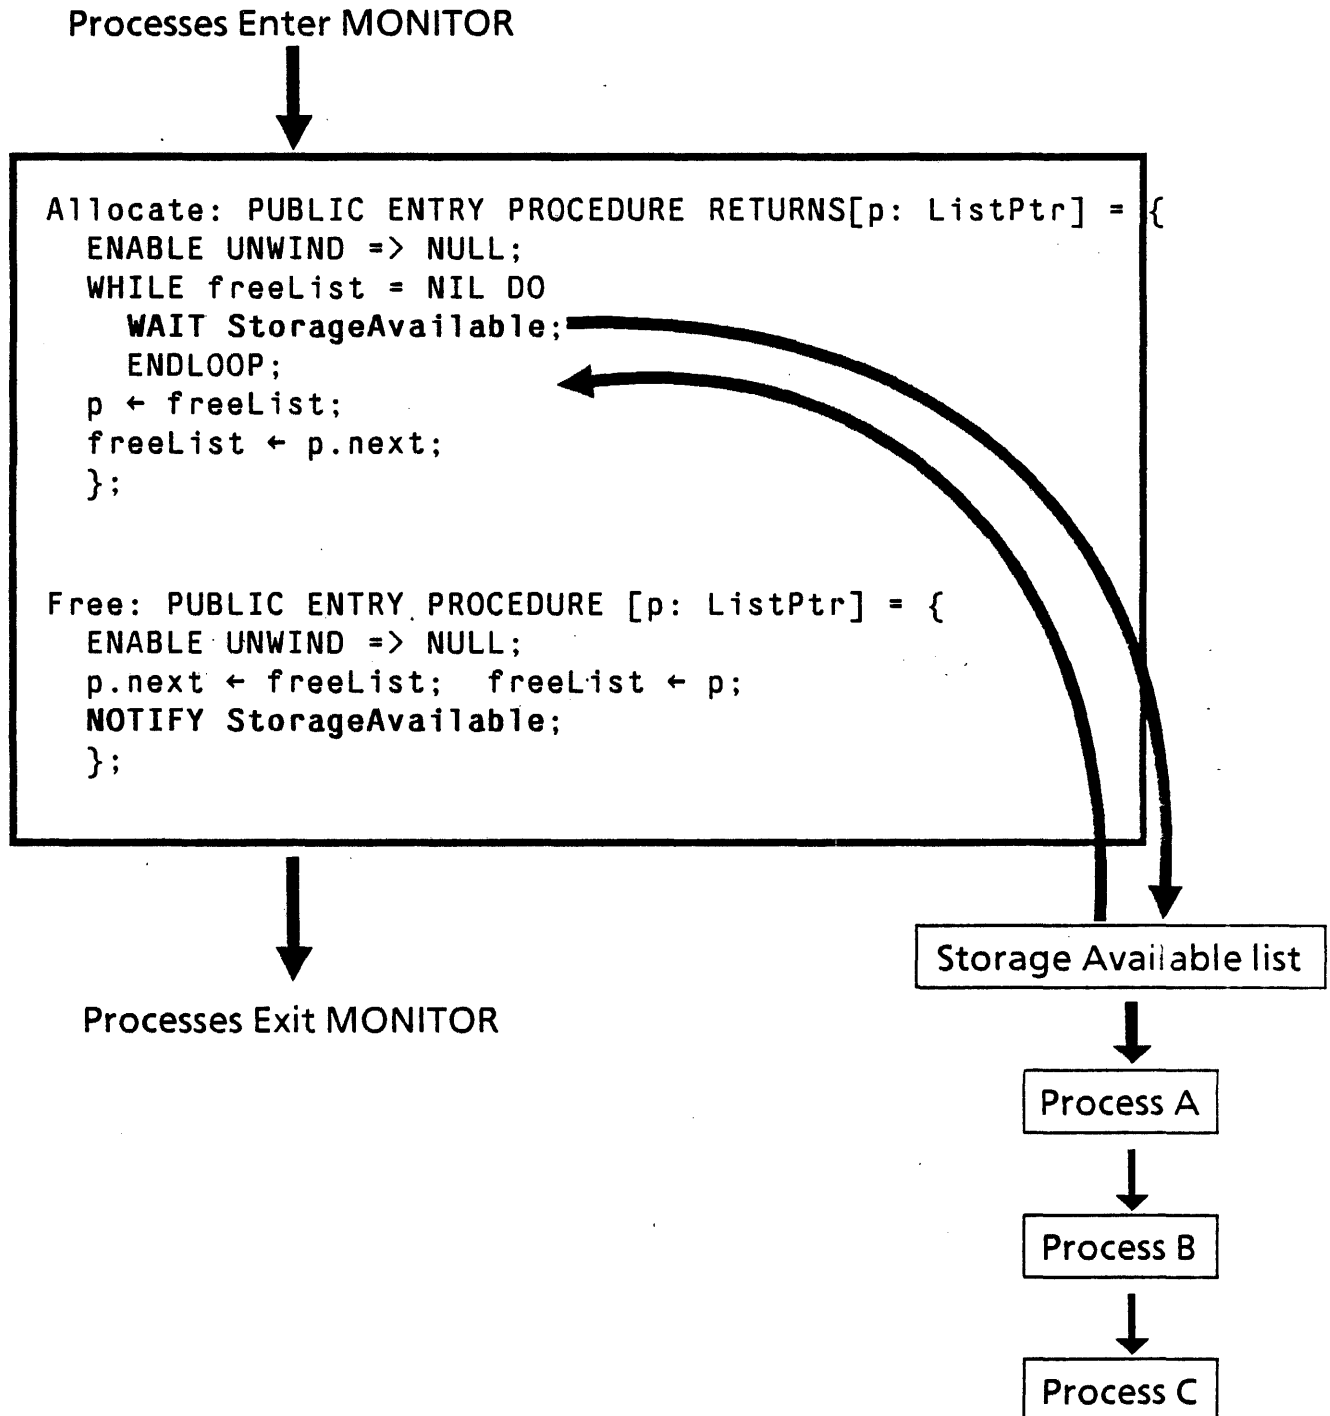 Processes Enter MONITOR
Allocate: PUBLIC ENTRY PROCEDURE RETURNS[p: ListPtr] = {
ENABLE UNWIND => NULL;
WHILE freeList = NIL DO
WAIT StorageAvailable;
ENDLOOP;
p ← freeList;
freeList ← p.next;
};
Free: PUBLIC ENTRY PROCEDURE [p: ListPtr] = {
ENABLE UNWIND => NULL;
p.next ← freeList;  freeList ← p;
NOTIFY StorageAvailable;
};
Processes Exit MONITOR
Storage Available list
Process A
Process B
Process C